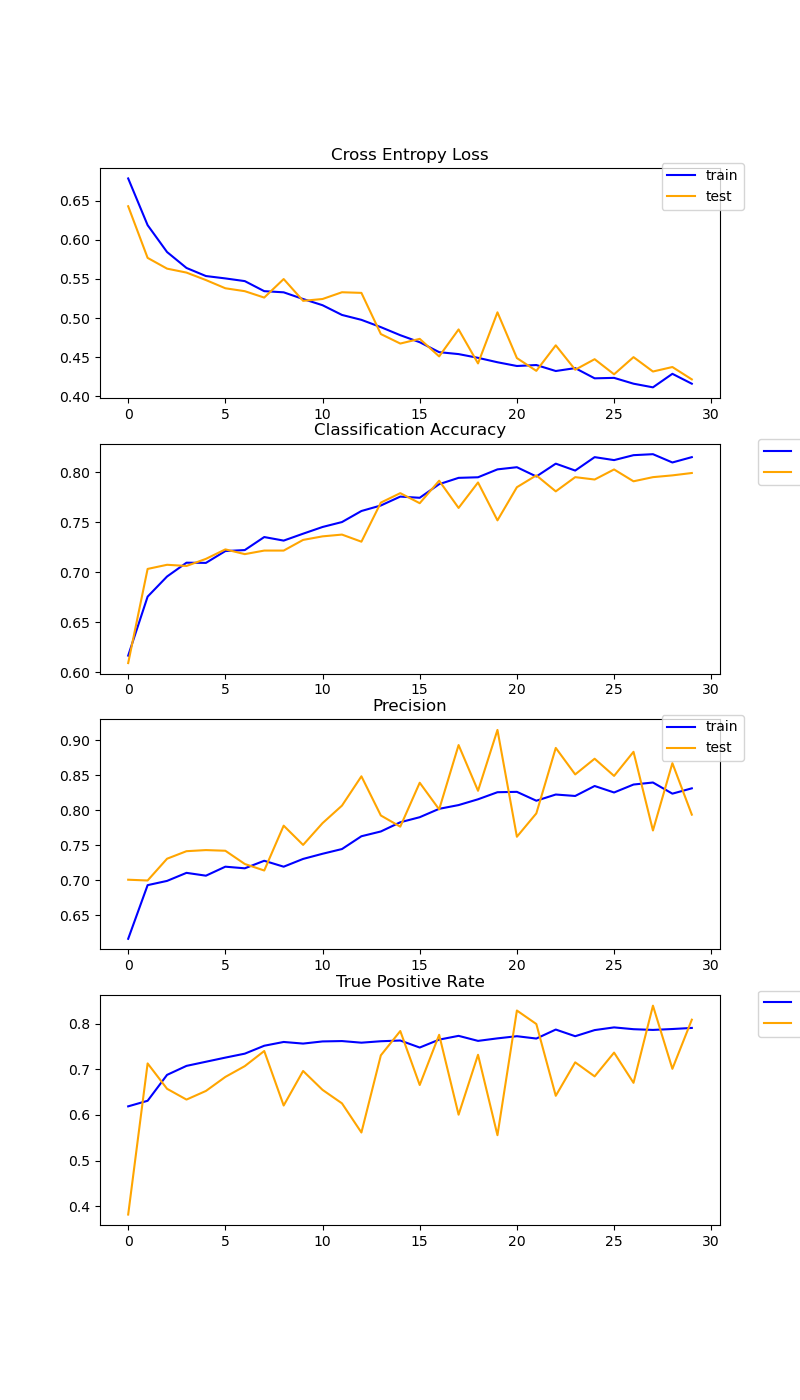 Cross Entropy Loss
train
test
0.65
0.60
0.55
0.50
0.45
0.40
0 5 10 15 20 25 30
Classification Accuracy
0.80
0.75
0.70
0.65
0.60
0 5 10 15 20 25 30
Precision
train
test
0.90
0.85
0.80
0.75
0.70
0.65
0 5 10 15 20 25 30
True Positive Rate
0.8
0.7
0.6
0.5
0.4
0 5 10 15 20 25 30